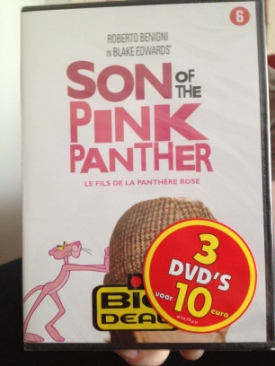 6
ROBERTO BENIGNI
IN BLAKE EDWARDS'
SON OF
THE
PINK
PANTHER
LE FILS DE LA PANTHÈRE ROSE
3
DVD'S
voor 10 euro
BIG
DEAL